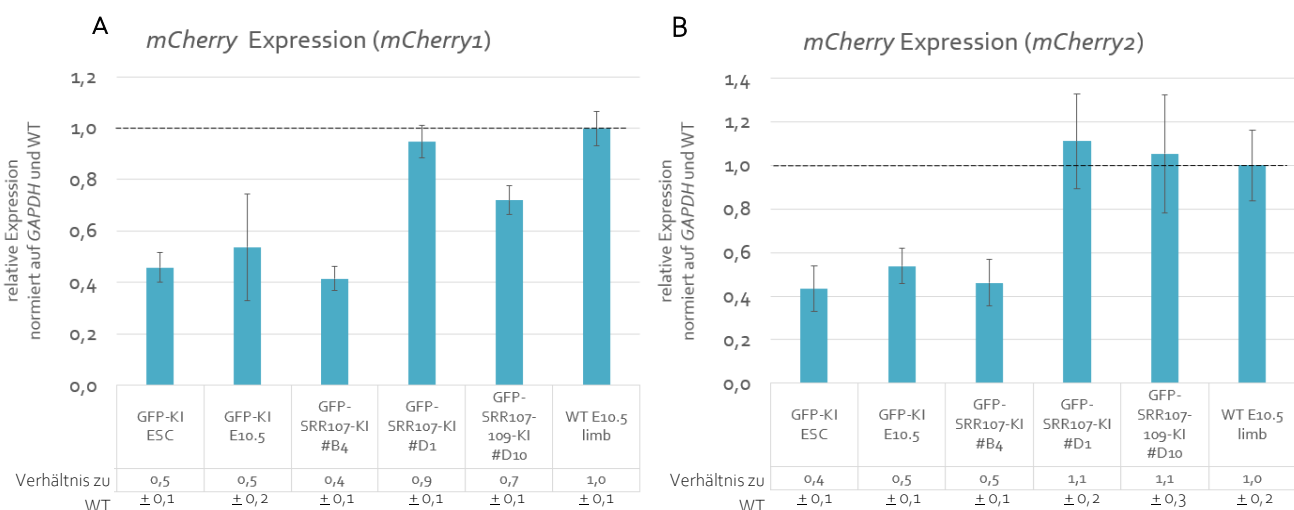 A
mCherry Expression (mCherry1)
relative Expression
normiert auf GAPDH und WT
1,2
1,0
0,8
0,6
0,4
0,2
0,0
GFP-KI
ESC
GFP-KI
E10.5
GFP-
SRR107-KI
#B4
GFP-
SRR107-KI
#D1
GFP-
SRR107-
109-KI
#D10
WT E10.5
limb
Verhältnis zu
WT
0,5
± 0,1
0,5
± 0,2
0,4
± 0,1
0,9
± 0,1
0,7
± 0,1
1,0
± 0,1
B
mCherry Expression (mCherry2)
relative Expression
normiert auf GAPDH und WT
1,4
1,2
1,0
0,8
0,6
0,4
0,2
0,0
GFP-KI
ESC
GFP-KI
E10.5
GFP-
SRR107-KI
#B4
GFP-
SRR107-KI
#D1
GFP-
SRR107-
109-KI
#D10
WT E10.5
limb
Verhältnis zu
WT
0,4
± 0,1
0,5
± 0,1
0,5
± 0,1
1,1
± 0,2
1,1
± 0,3
1,0
± 0,2